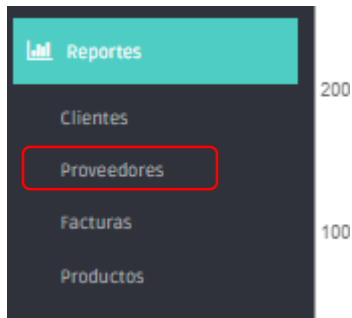 Reportes
200
Clientes
Proveedores
Facturas
100
Productos